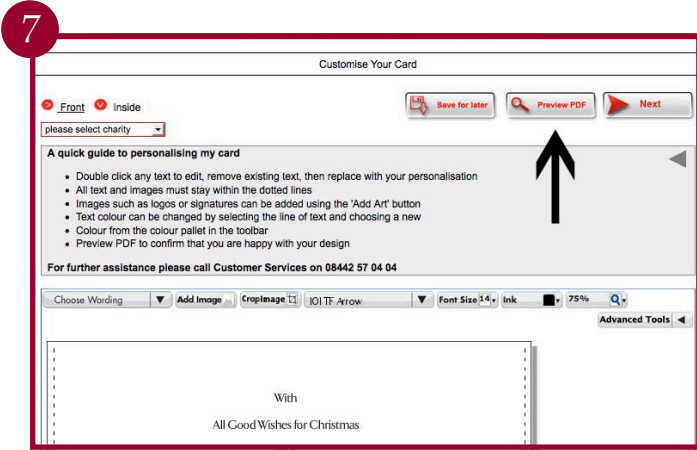 7
Customise Your Card
Front Inside
Save for later Preview PDF Next
please select charity
A quick guide to personalising my card
• Double click any text to edit, remove existing text, then replace with your personalisation
• All text and images must stay within the dotted lines
• Images such as logos or signatures can be added using the 'Add Art' button
• Text colour can be changed by selecting the line of text and choosing a new
• Colour from the colour pallet in the toolbar
• Preview PDF to confirm that you are happy with your design
For further assistance please call Customer Services on 08442 57 04 04
Choose Wording Add Image CropImage 101 TF Arrow Font Size 14 Ink 75%
Advanced Tools
With
All Good Wishes for Christmas